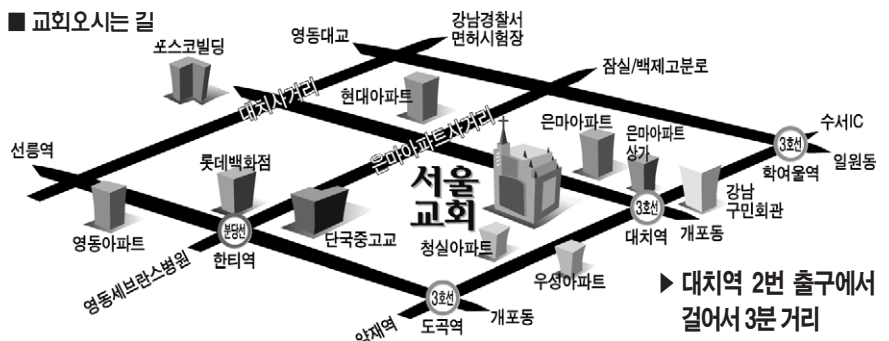 ■ 교회오시는 길
영동대교
강남경찰서
면허시험장
포스코빌딩
잠실/백제고분로
대치사거리
현대아파트
은마아파트사거리
은마아파트
은마아파트
상가
수서IC
3호선
일원동
학여울역
선릉역
롯데백화점
서울
교회
강남
구민회관
3호선
대치역
개포동
영동아파트
분당선
한티역
단국중고교
청실아파트
우성아파트
영동세브란스병원
3호선
도곡역
개포동
양재역
▶ 대치역 2번 출구에서
걸어서 3분 거리